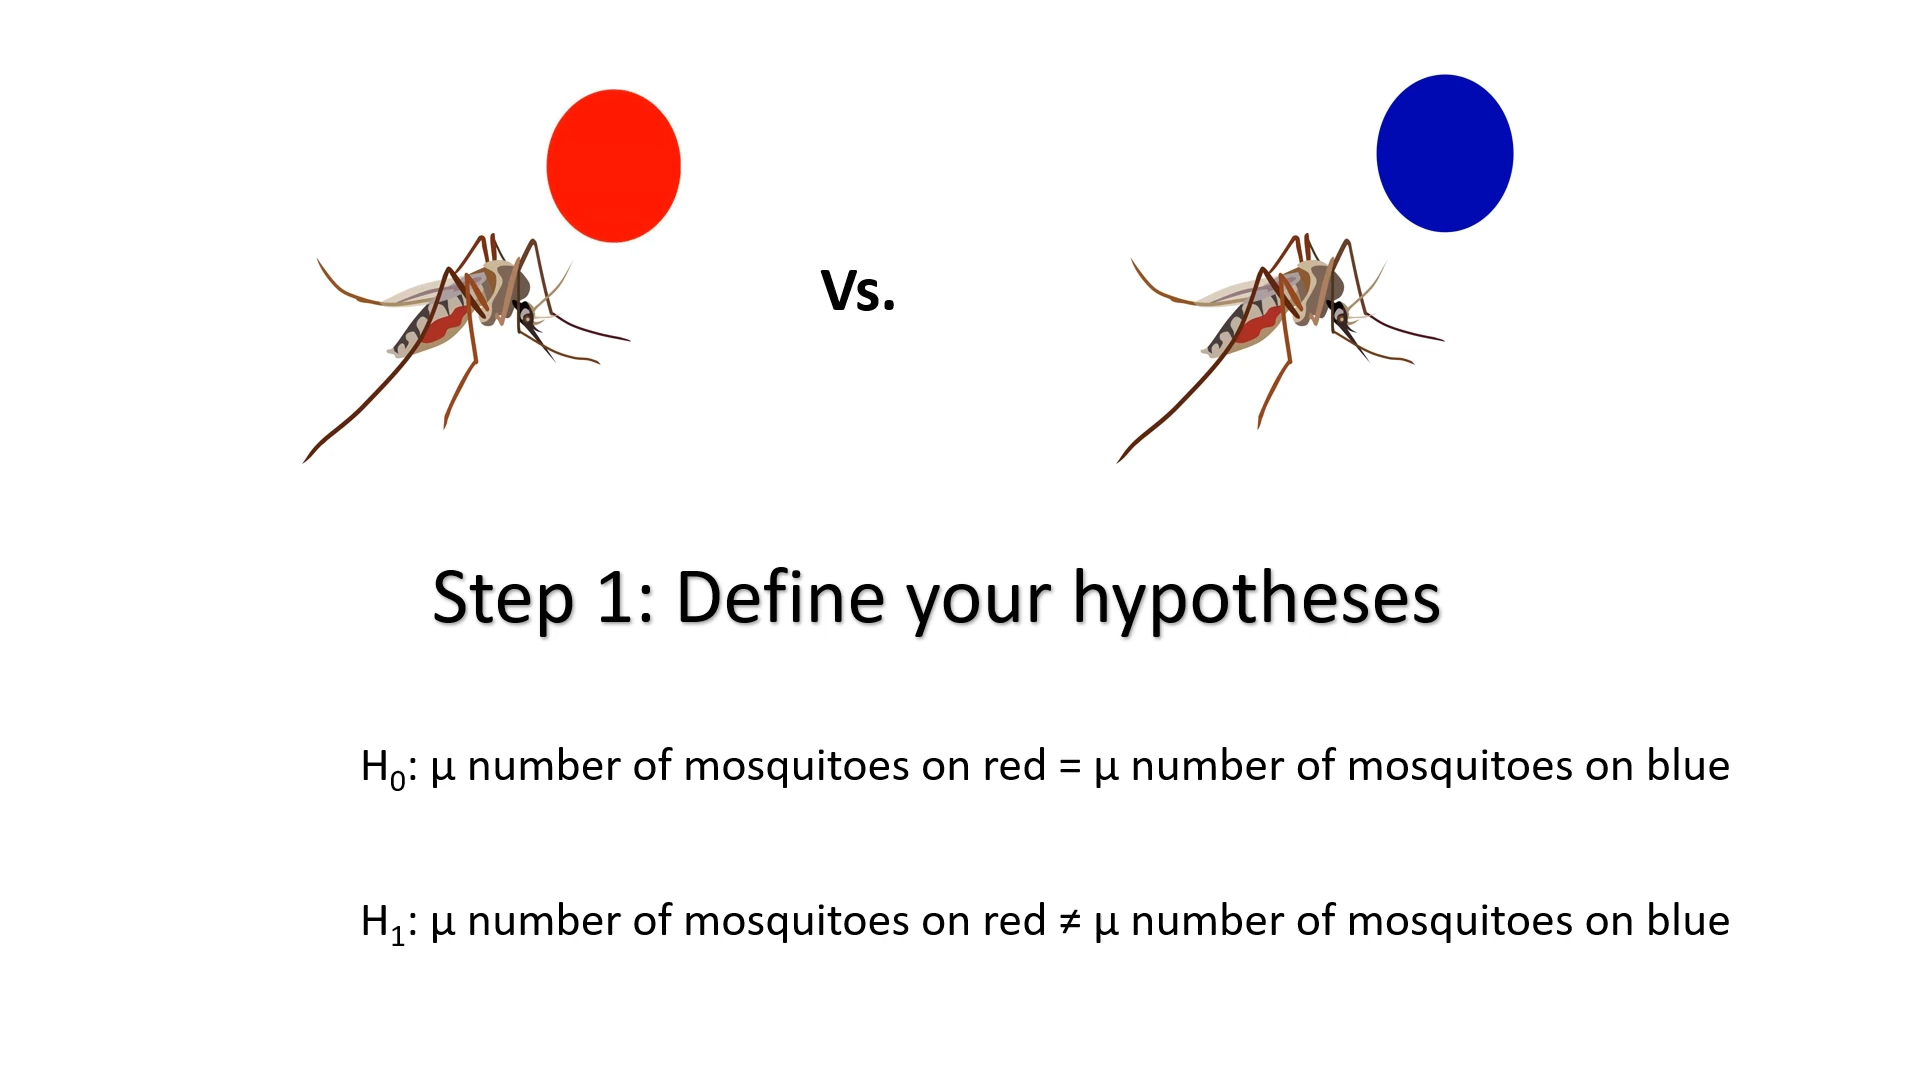 Vs.
Step 1: Define your hypotheses
H₀: μ number of mosquitoes on red = μ number of mosquitoes on blue
H₁: μ number of mosquitoes on red ≠ μ number of mosquitoes on blue